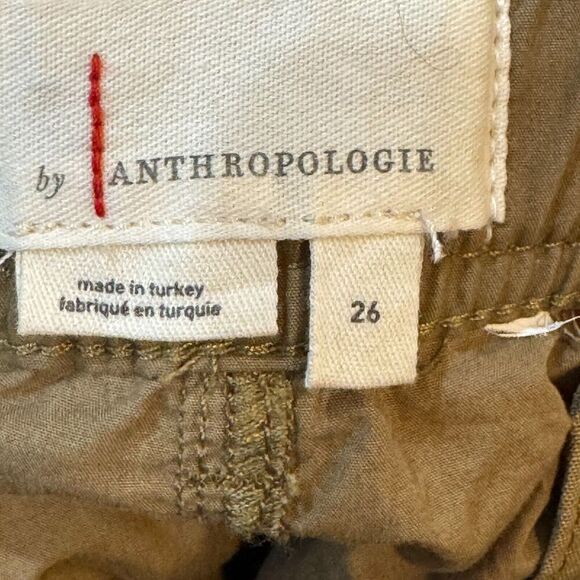 by ANTHROPOLOGIE
made in turkey
fabriqué en turquie
26